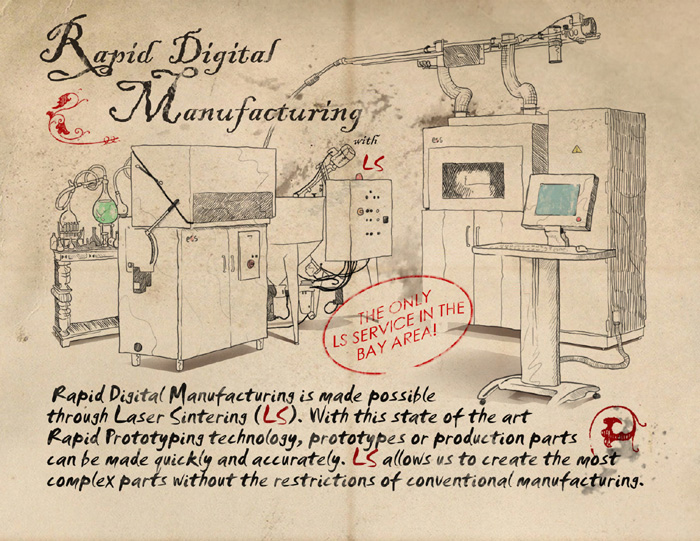 Rapid Digital
Manufacturing
with
LS
ess
ess
THE ONLY
LS SERVICE IN THE
BAY AREA!
Rapid Digital Manufacturing is made possible
through Laser Sintering (LS). With this state of the art
Rapid Prototyping technology, prototypes or production parts
can be made quickly and accurately. LS allows us to create the most
complex parts without the restrictions of conventional manufacturing.